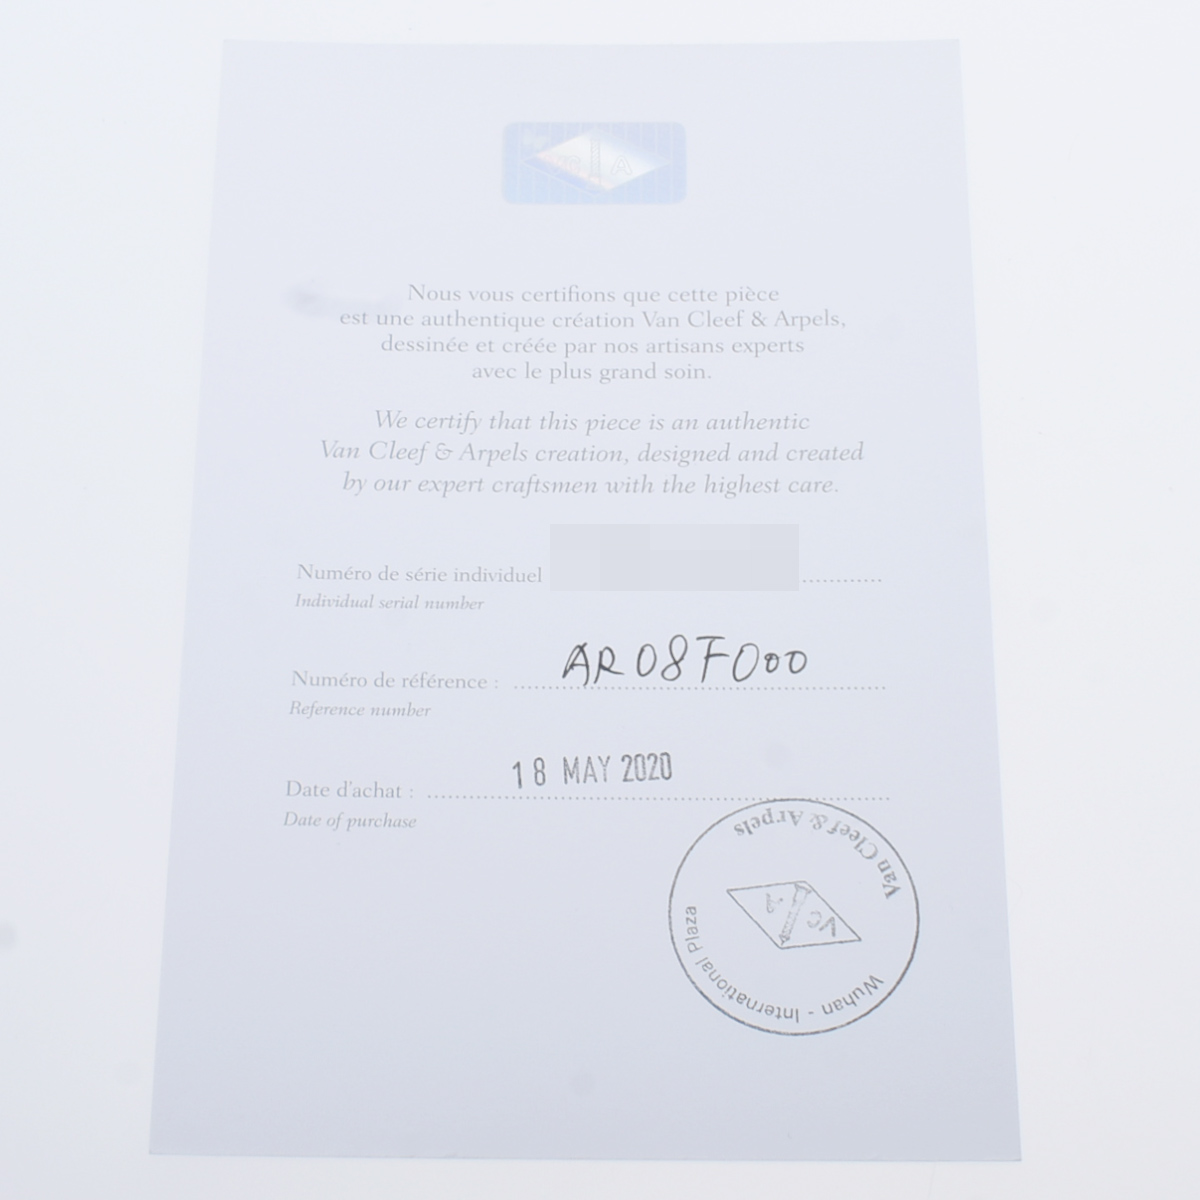 VC A
Nous vous certifions que cette pièce
est une authentique création Van Cleef & Arpels,
dessinée et créée par nos artisans experts
avec le plus grand soin.
We certify that this piece is an authentic
Van Cleef & Arpels creation, designed and created
by our expert craftsmen with the highest care.
Numéro de série individuel
Individual serial number
Numéro de référence : AR08F000
Reference number
Date d'achat : 18 MAY 2020
Date of purchase
Van Cleef & Arpels
VC A
Wuhan - International Plaza